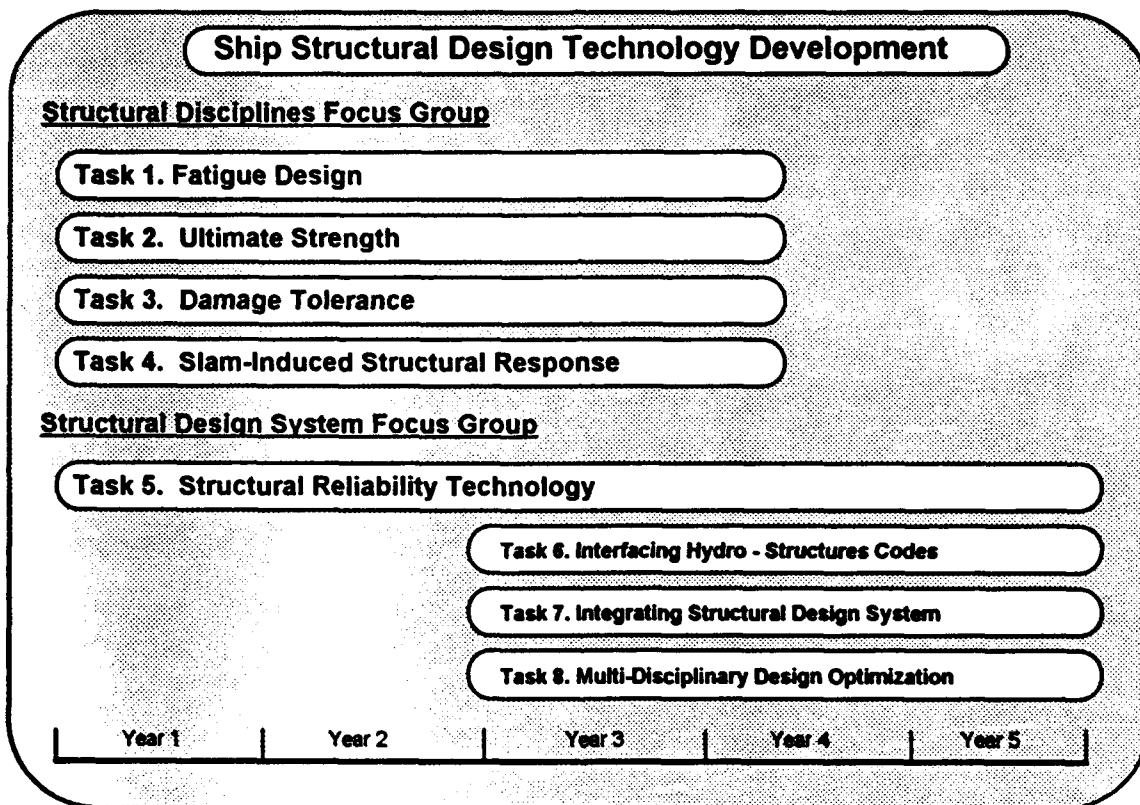 Ship Structural Design Technology Development
Structural Disciplines Focus Group
Task 1. Fatigue Design
Task 2. Ultimate Strength
Task 3. Damage Tolerance
Task 4. Slam-Induced Structural Response
Structural Design System Focus Group
Task 5. Structural Reliability Technology
Task 6. Interfacing Hydro - Structures Codes
Task 7. Integrating Structural Design System
Task 8. Multi-Disciplinary Design Optimization
Year 1 Year 2 Year 3 Year 4 Year 5